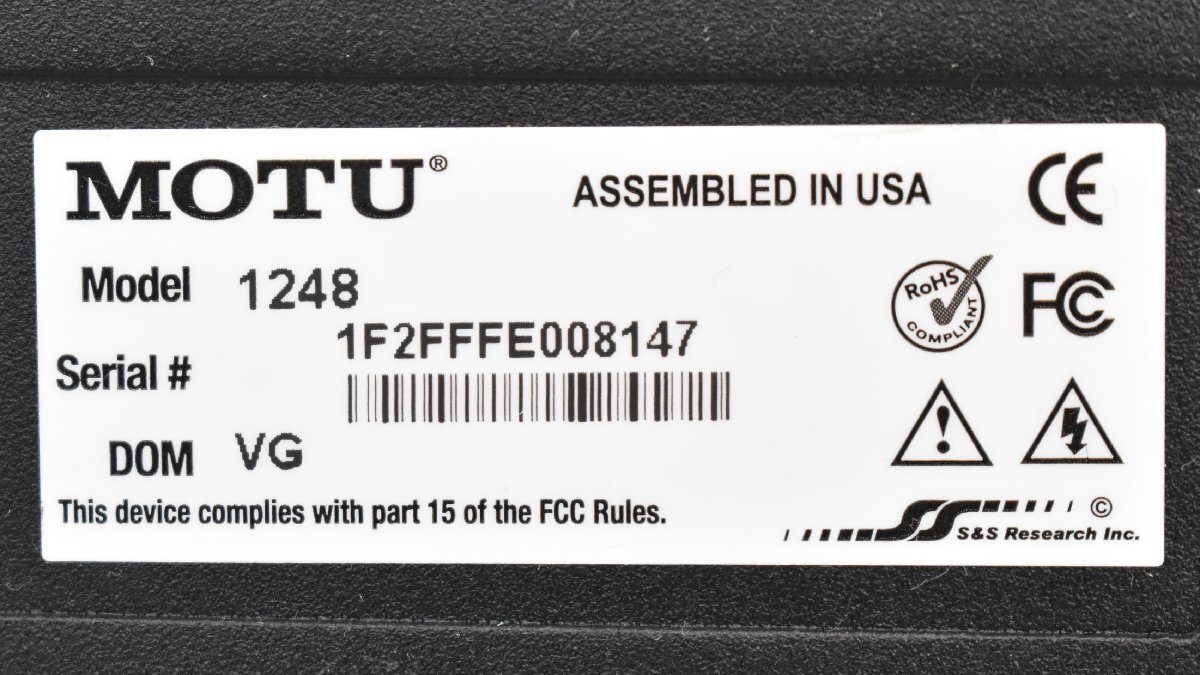 MOTU® ASSEMBLED IN USA CE
Model 1248
RoHS COMPLIANT FC
1F2FFFE008147
Serial #
DOM VG
This device complies with part 15 of the FCC Rules.
SS ©
S&S Research Inc.